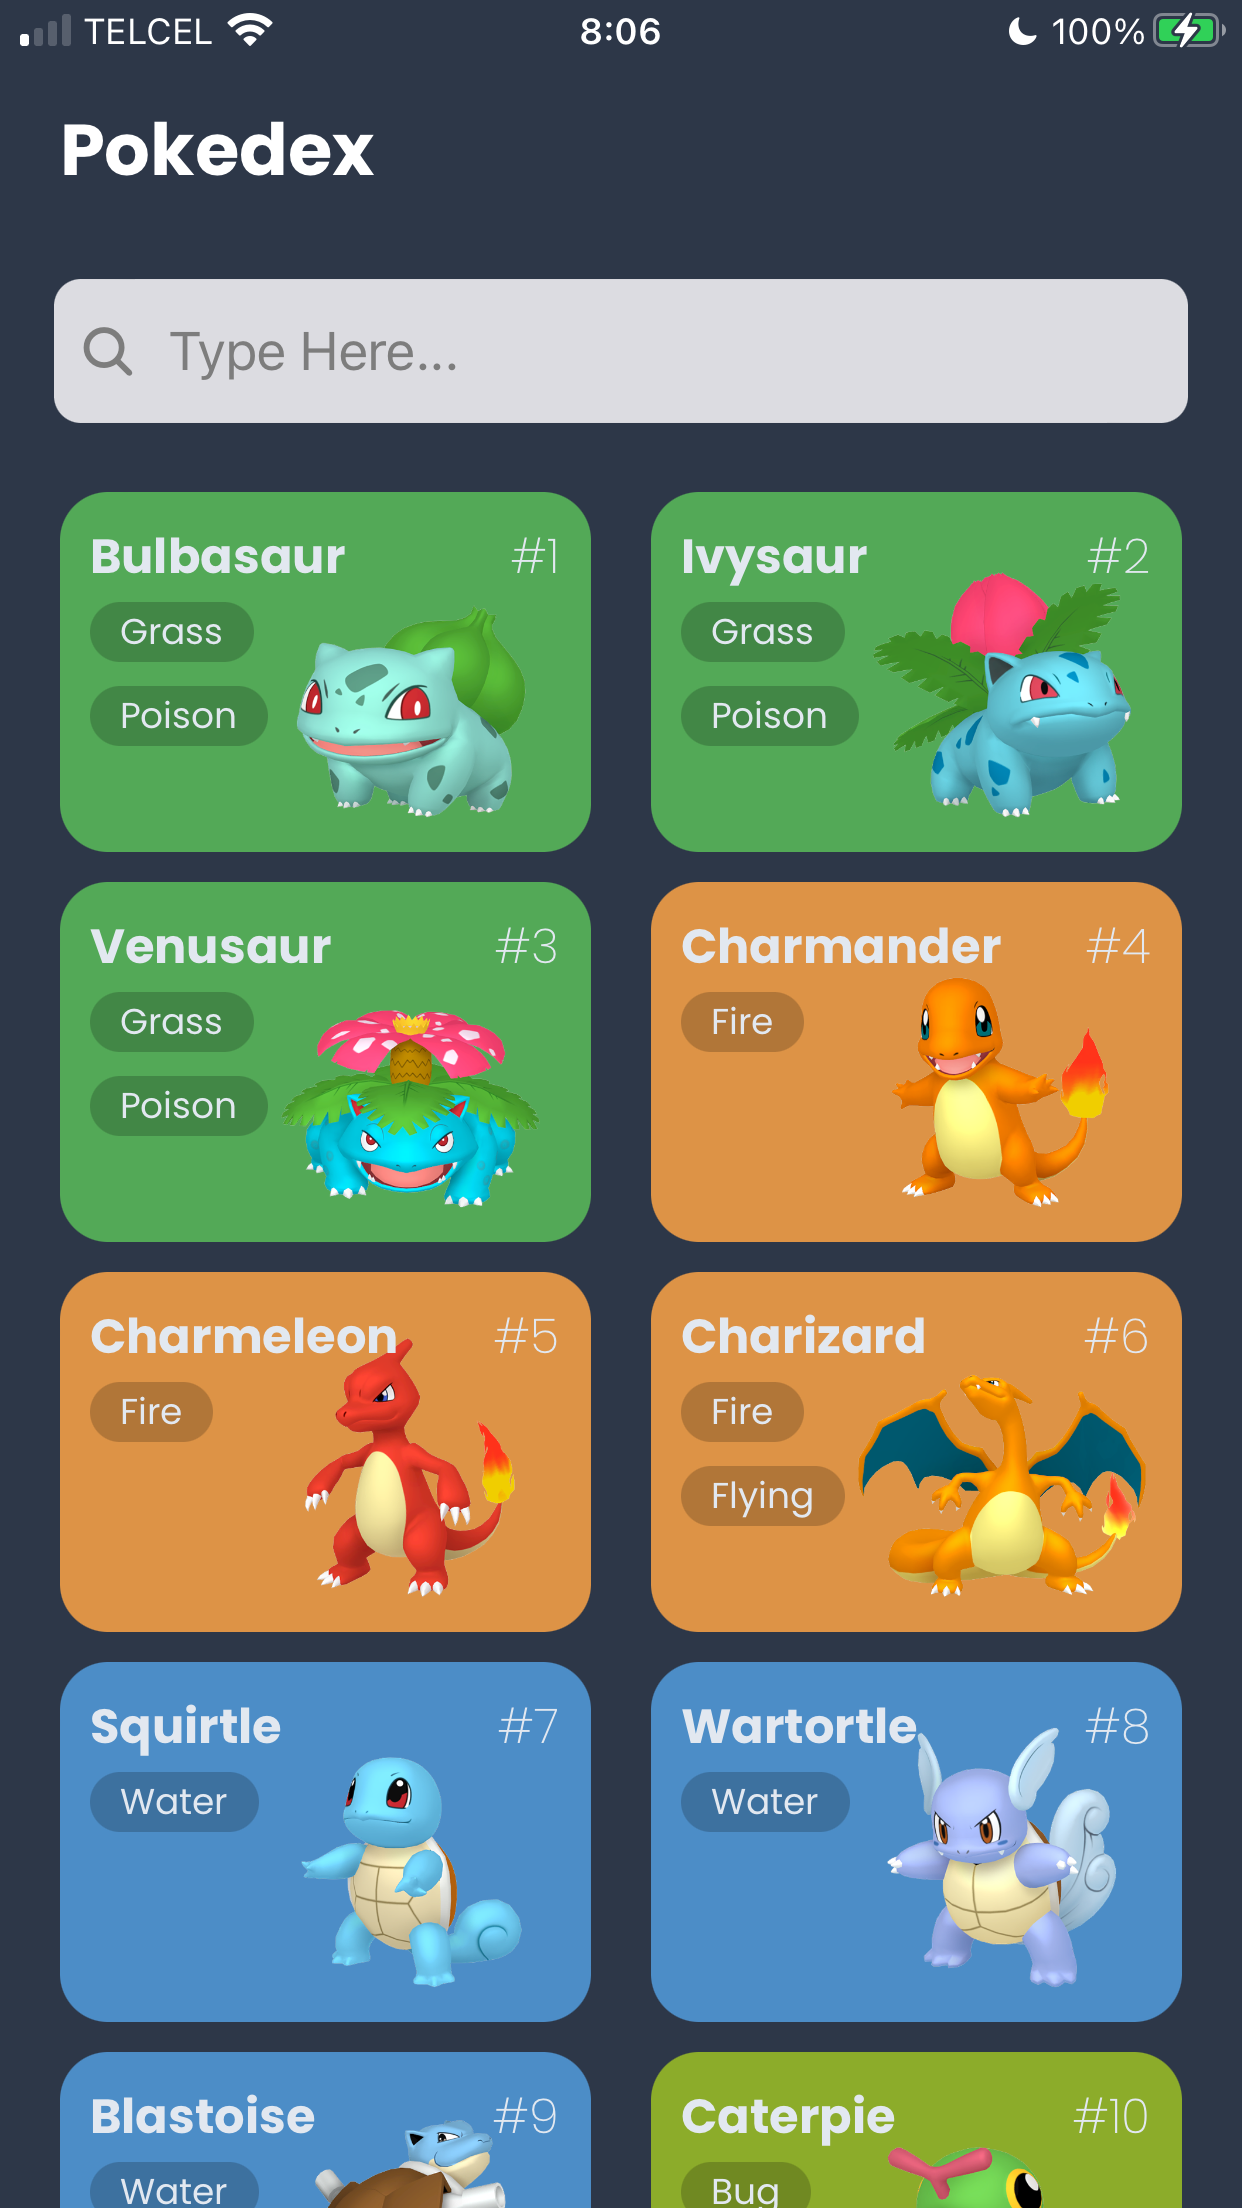 TELCEL 8:06 100%
Pokedex
Type Here...
Bulbasaur #1
Grass
Poison
Ivysaur #2
Grass
Poison
Venusaur #3
Grass
Poison
Charmander #4
Fire
Charmeleon #5
Fire
Charizard #6
Fire
Flying
Squirtle #7
Water
Wartortle #8
Water
Blastoise #9
Water
Caterpie #10
Bug